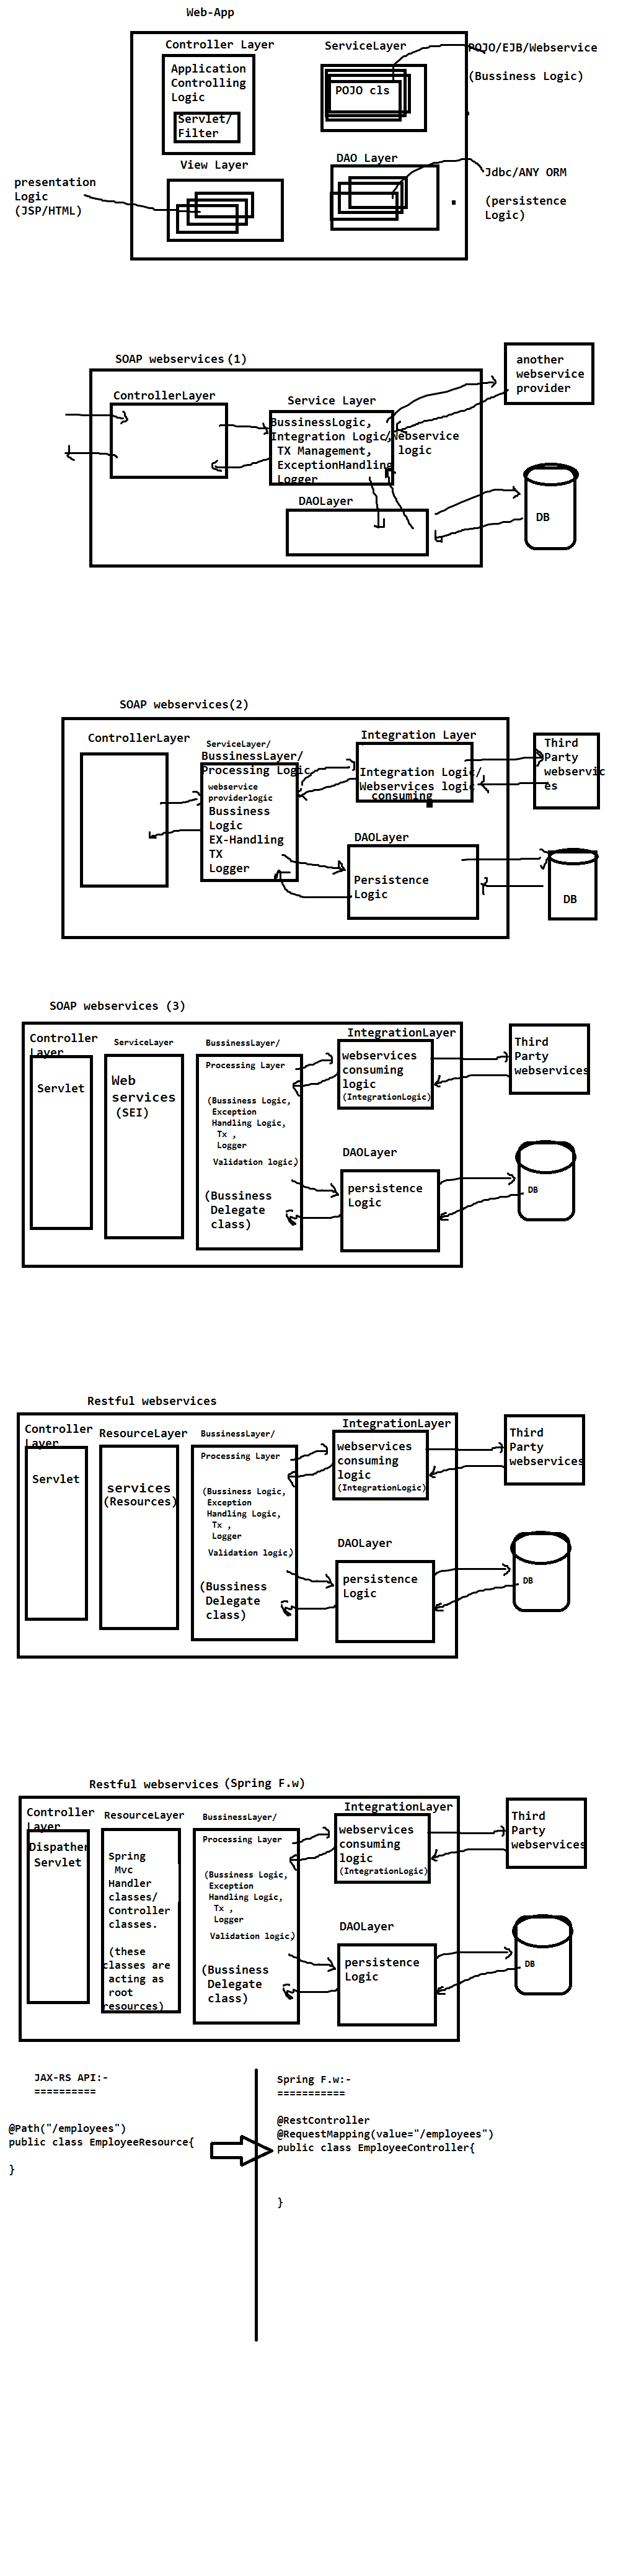 Web-App
Controller Layer
Application
Controlling
Logic
Servlet/
Filter
ServiceLayer
POJO cls
POJO/EJB/Webservice
(Bussiness Logic)
View Layer
presentation
Logic
(JSP/HTML)
DAO Layer
Jdbc/ANY ORM
(persistence
Logic)
SOAP webservices (1)
ControllerLayer
Service Layer
BussinessLogic,
Integration Logic/Webservice
logic
TX Management,
ExceptionHandling
Logger
DAOLayer
another
webservice
provider
DB
SOAP webservices(2)
ControllerLayer
ServiceLayer/
BussinessLayer/
Processing Logic
webservice
providerlogic
Bussiness
Logic
EX-Handling
TX
Logger
Integration Layer
Integration Logic/
Webservices logic
consuming
DAOLayer
Persistence
Logic
Third
Party
webservic
es
DB
SOAP webservices (3)
Controller
Layer
Servlet
ServiceLayer
Web
services
(SEI)
BussinessLayer/
Processing Layer
(Bussiness Logic,
Exception
Handling Logic,
Tx ,
Logger
Validation logic)
(Bussiness
Delegate
class)
IntegrationLayer
webservices
consuming
logic
(IntegrationLogic)
DAOLayer
persistence
Logic
Third
Party
webservices
DB
Restful webservices
Controller
Layer
Servlet
ResourceLayer
services
(Resources)
BussinessLayer/
Processing Layer
(Bussiness Logic,
Exception
Handling Logic,
Tx ,
Logger
Validation logic)
(Bussiness
Delegate
class)
IntegrationLayer
webservices
consuming
logic
(IntegrationLogic)
DAOLayer
persistence
Logic
Third
Party
webservices
DB
Restful webservices (Spring F.w)
Controller
Layer
Dispather
Servlet
ResourceLayer
Spring
Mvc
Handler
classes/
Controller
classes.
(these
classes are
acting as
root
resources)
BussinessLayer/
Processing Layer
(Bussiness Logic,
Exception
Handling Logic,
Tx ,
Logger
Validation logic)
(Bussiness
Delegate
class)
IntegrationLayer
webservices
consuming
logic
(IntegrationLogic)
DAOLayer
persistence
Logic
Third
Party
webservices
DB
JAX-RS API:-
==========
@Path("/employees")
public class EmployeeResource{
}
Spring F.w:-
===========
@RestController
@RequestMapping(value="/employees")
public class EmployeeController{
}